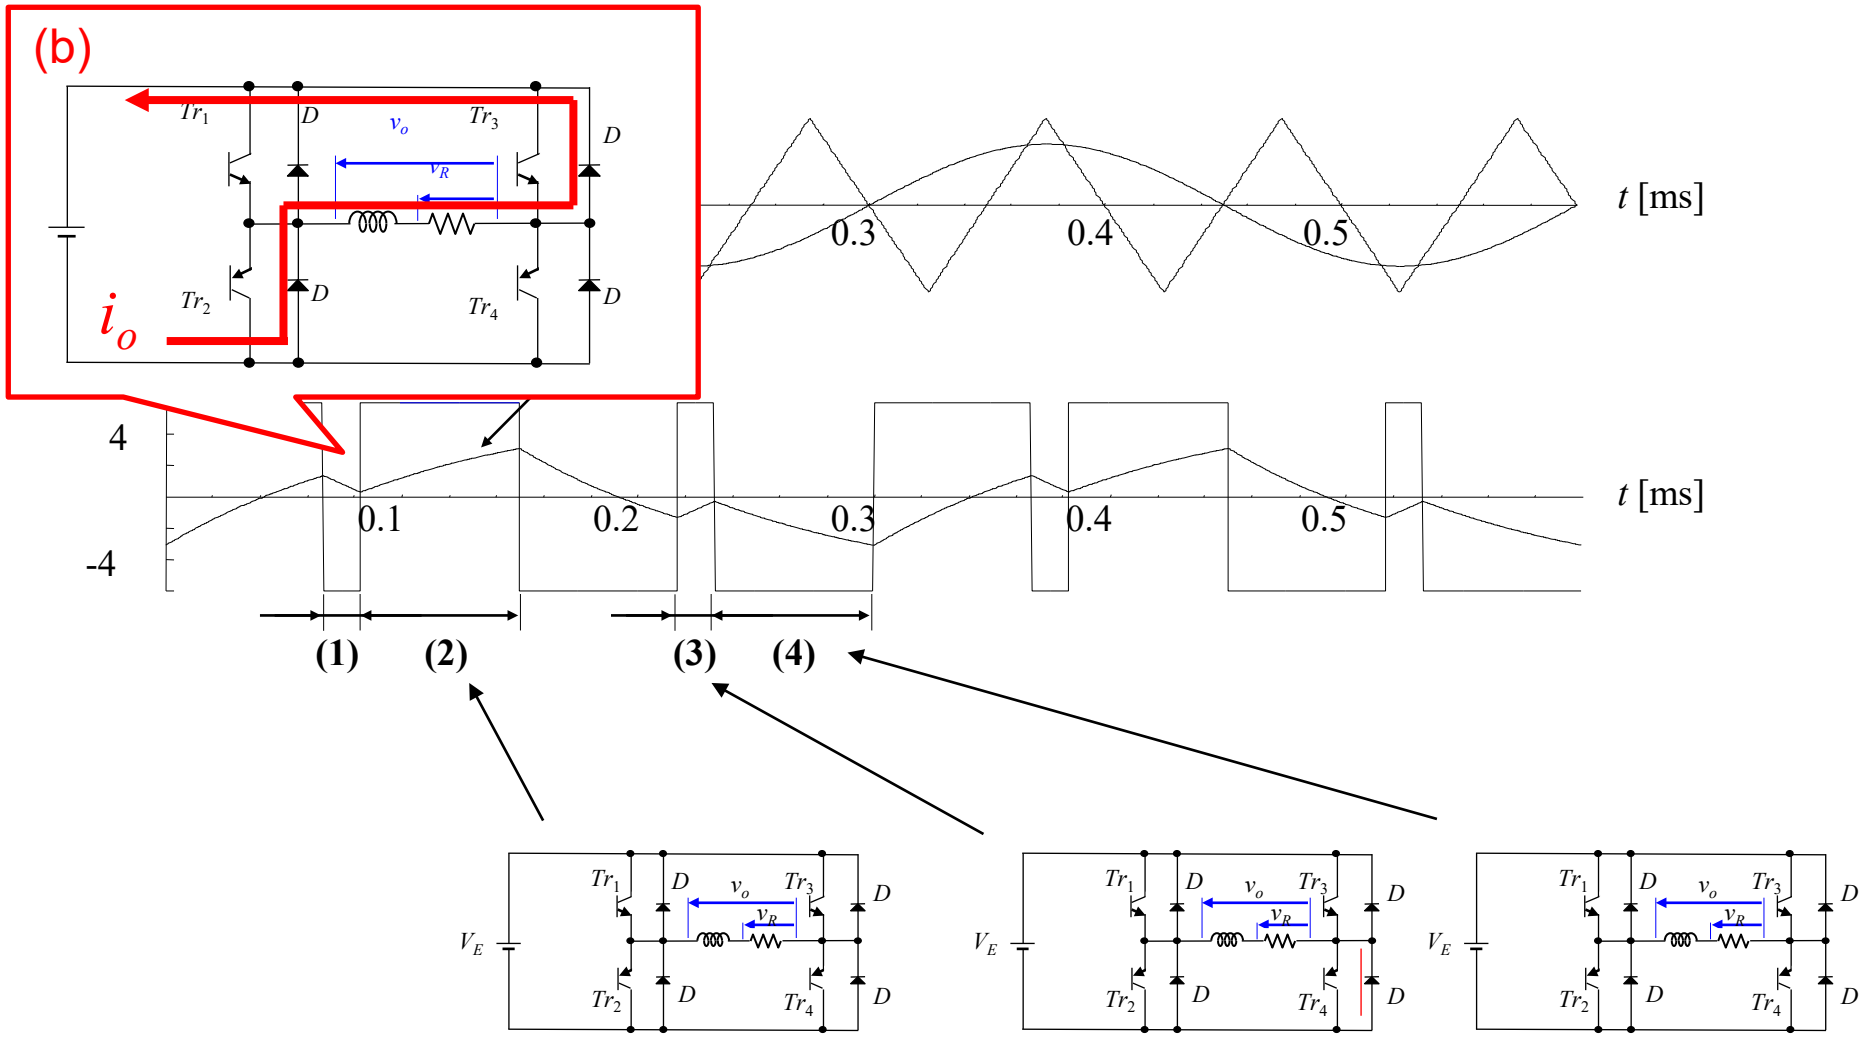 (b)
Tr1 D vo Tr3 D
vR
Tr2 D Tr4 D
io
0.3 0.4 0.5 t [ms]
4
0.1 0.2 0.3 0.4 0.5 t [ms]
-4
(1) (2) (3) (4)
Tr1 D vo Tr3 D
vR
VE
Tr2 D Tr4 D
Tr1 D vo Tr3 D
vR
VE
Tr2 D Tr4 D
Tr1 D vo Tr3 D
vR
VE
Tr2 D Tr4 D